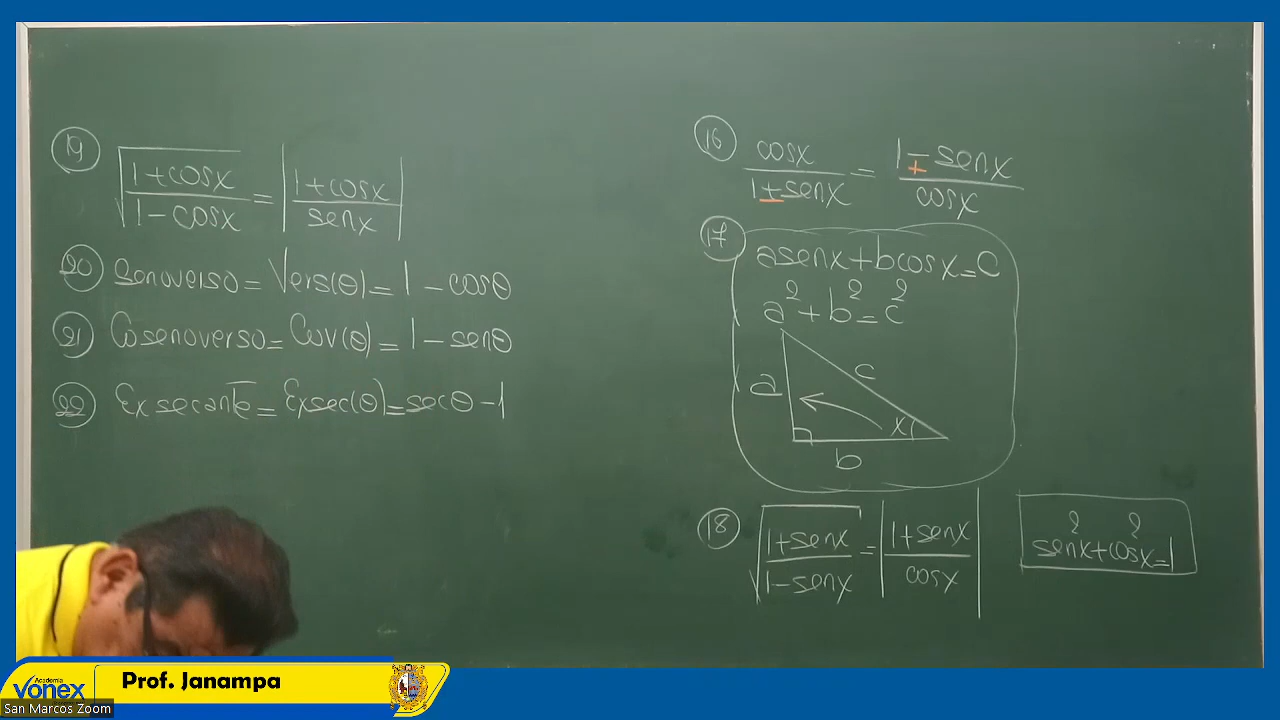 19 √((1+cosx)/(1-cosx)) = |(1+cosx)/senx|
20 Senoverso = Vers(θ) = 1 - cosθ
21 Cosenoverso = Cov(θ) = 1 - senθ
22 Exsecante = Exsec(θ) = secθ - 1
16 cosx/(1±senx) = (1∓senx)/cosx
17 asenx + bcosx = c
a² + b² = c²
a
c
x
b
18 √((1+senx)/(1-senx)) = |(1+senx)/cosx|
sen²x + cos²x = 1
Academia
VONEX
Prof. Janampa
San Marcos Zoom